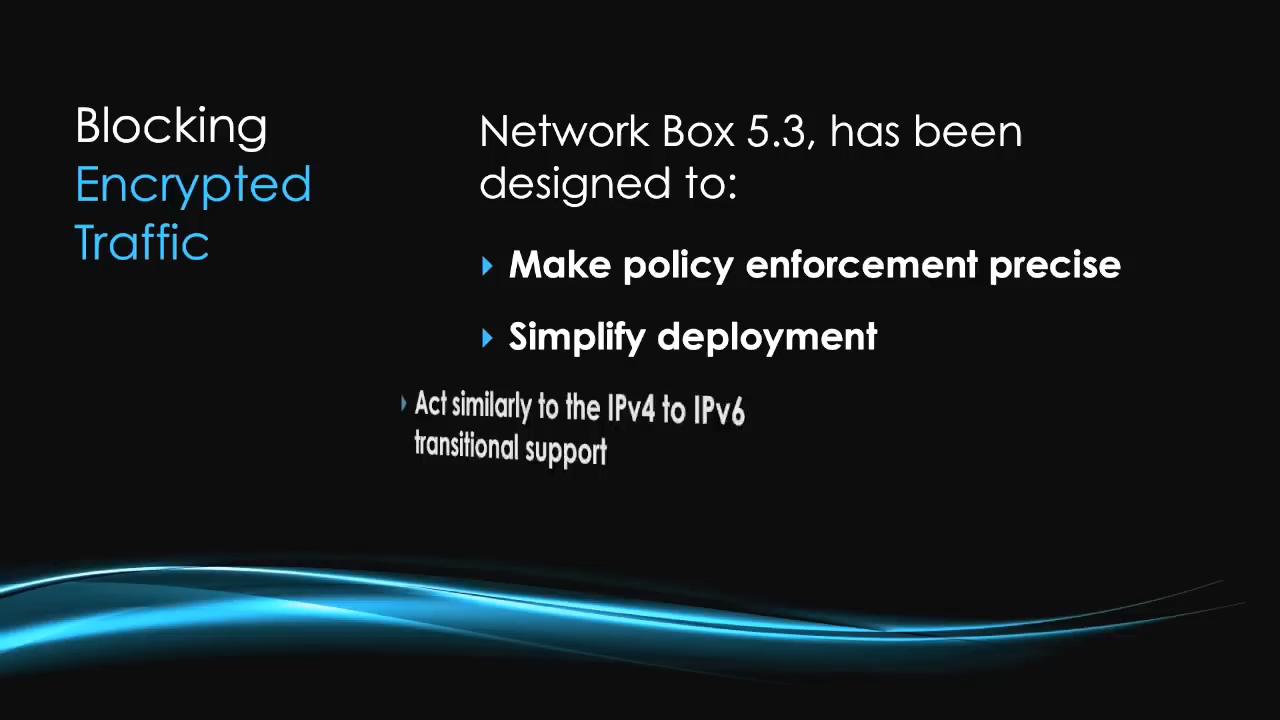 Blocking
Encrypted
Traffic
Network Box 5.3, has been
designed to:
Make policy enforcement precise
Simplify deployment
Act similarly to the IPv4 to IPv6
transitional support